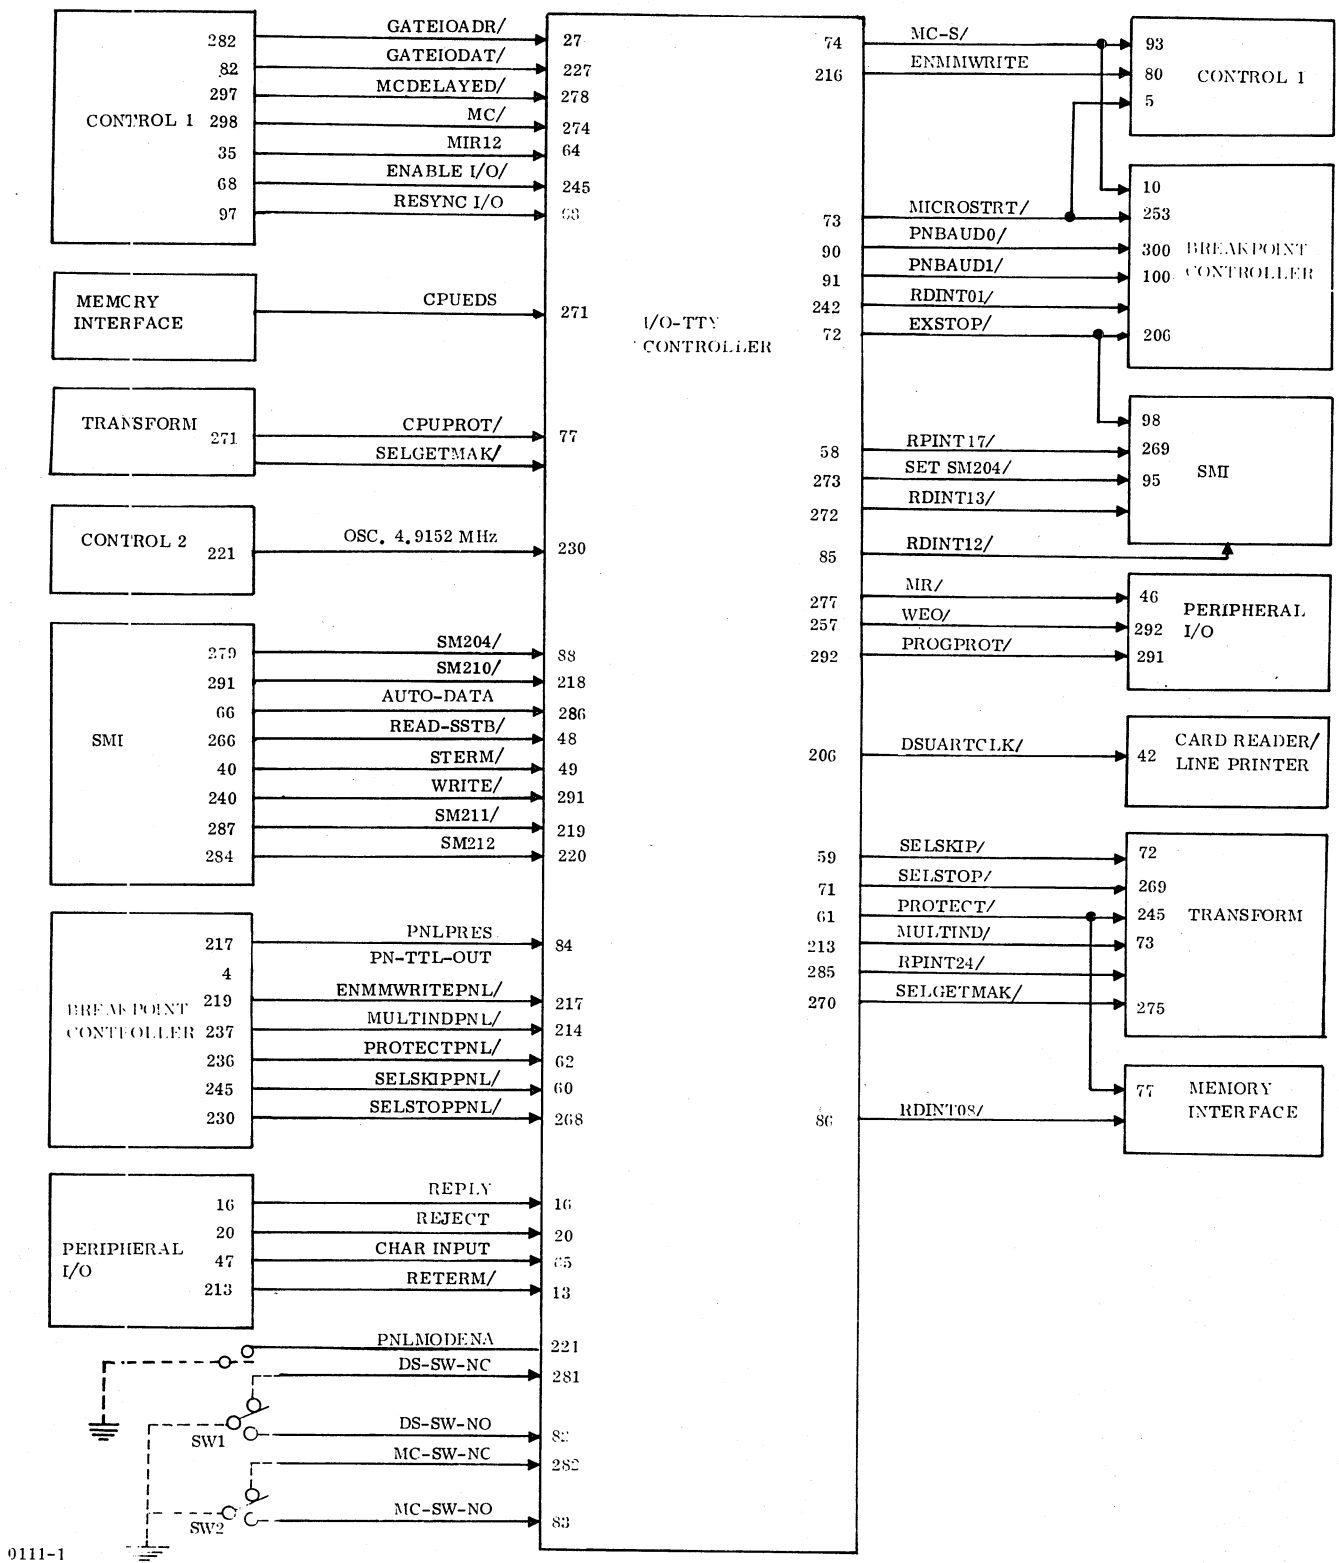 GATEIOADR/
282 27
GATEIODAT/
82 227
MCDELAYED/
297 278
MC/
CONTROL 1 298 274
MIR12
35 64
ENABLE I/O/
68 245
RESYNC I/O
97
MEMORY
INTERFACE
CPUEDS
271
TRANSFORM
271
CPUPROT/
77
SELGETMAK/
CONTROL 2 221
OSC. 4.9152 MHz
230
SMI
SM204/
279 88
SM210/
291 218
AUTO-DATA
66 286
READ-SSTB/
266 48
STERM/
40 49
WRITE/
240 291
SM211/
287 219
SM212
284 220
BREAKPOINT
CONTROLLER
PNLPRES
217 84
PN-TTL-OUT
4
ENMMWRITEPNL/
219 217
MULTINDPNL/
237 214
PROTECTPNL/
236 62
SELSKIPPNL/
245 60
SELSTOPPNL/
230 268
PERIPHERAL
I/O
REPLY
16 16
REJECT
20 20
CHAR INPUT
47
RETERM/
213 13
PNLMODENA
221
DS-SW-NC
281
SW1
DS-SW-NO
82
MC-SW-NC
282
SW2
MC-SW-NO
83
I/O-TTY
CONTROLLER
74 MC-S/ 93
216 ENMMWRITE 80
5
CONTROL 1
10
73 MICROSTRT/ 253
90 PNBAUD0/ 300
91 PNBAUD1/ 100
242 RDINT01/
72 EXSTOP/ 206
BREAKPOINT
CONTROLLER
98
58 RPINT17/ 269
273 SET SM204/ 95
272 RDINT13/
85 RDINT12/
SMI
277 MR/ 46
257 WEO/ 292
292 PROGPROT/ 291
PERIPHERAL
I/O
206 DSUARTCLK/ 42
CARD READER/
LINE PRINTER
59 SELSKIP/ 72
71 SELSTOP/ 269
61 PROTECT/ 245
213 MULTIND/ 73
285 RPINT24/
270 SELGETMAK/ 275
TRANSFORM
77
86 RDINT08/
MEMORY
INTERFACE
0111-1